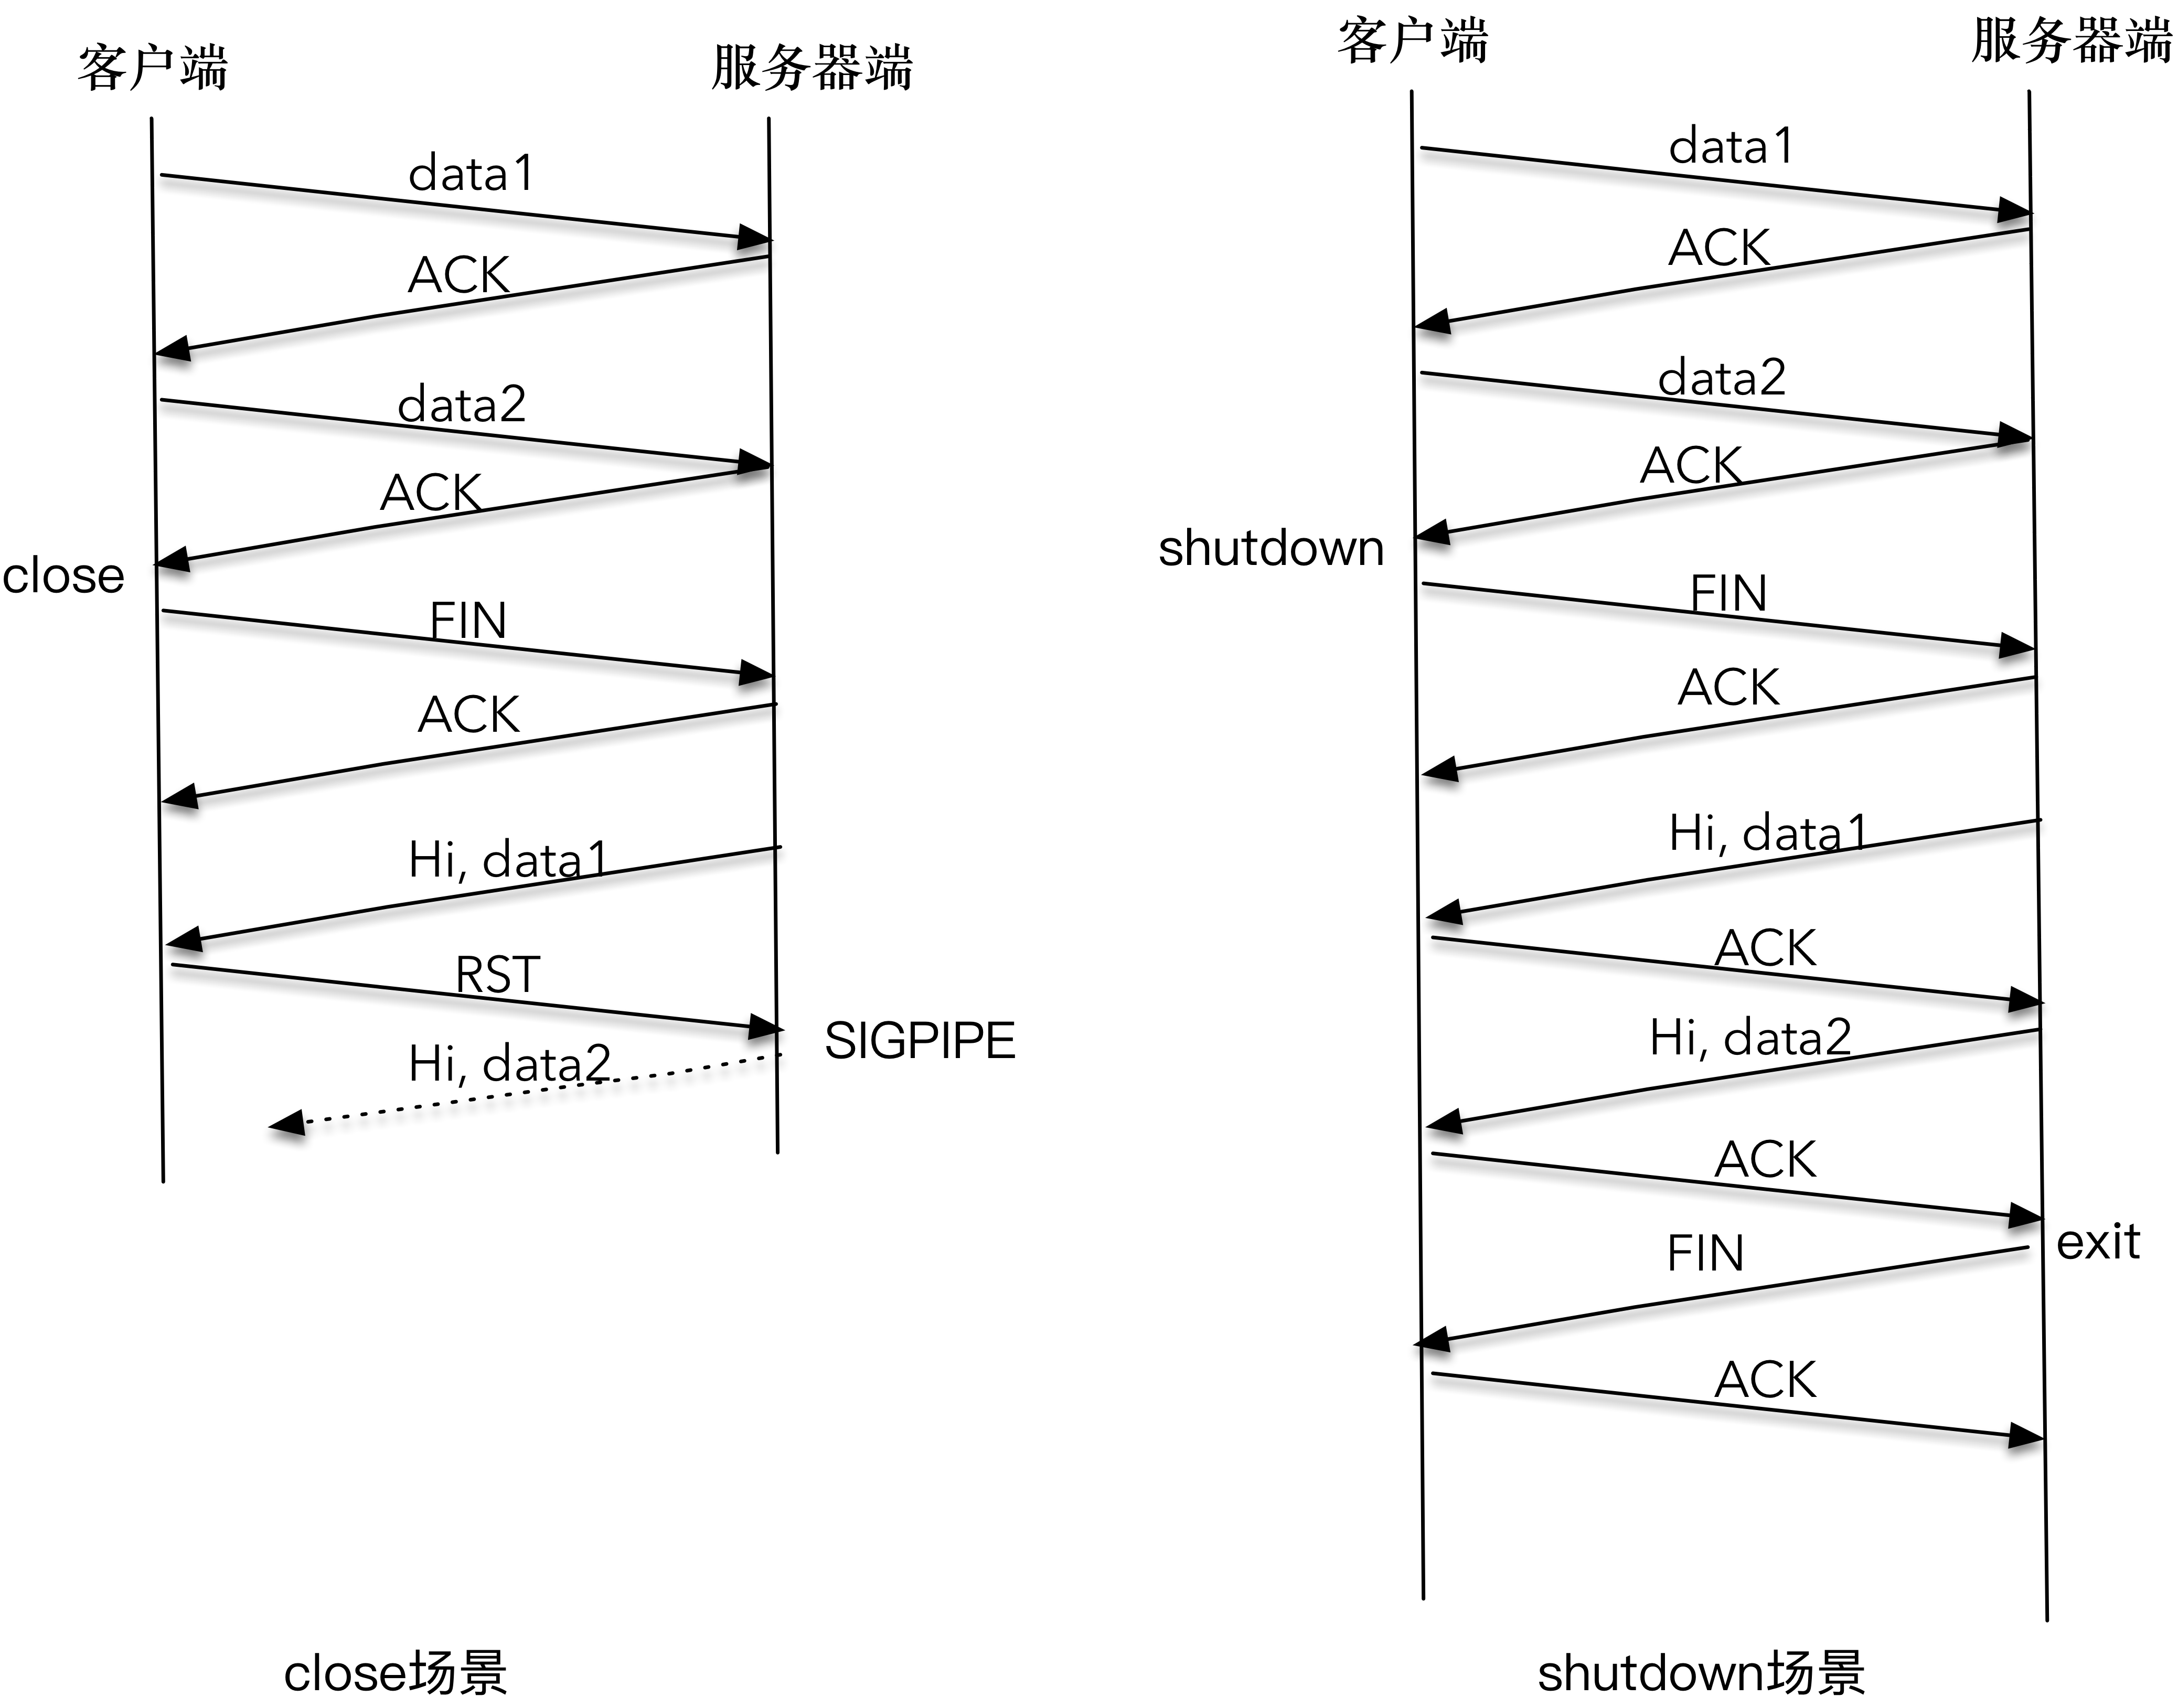 客户端
服务器端
data1
ACK
data2
ACK
close
FIN
ACK
Hi, data1
RST
SIGPIPE
Hi, data2
close场景
客户端
服务器端
data1
ACK
data2
ACK
shutdown
FIN
ACK
Hi, data1
ACK
Hi, data2
ACK
exit
FIN
ACK
shutdown场景